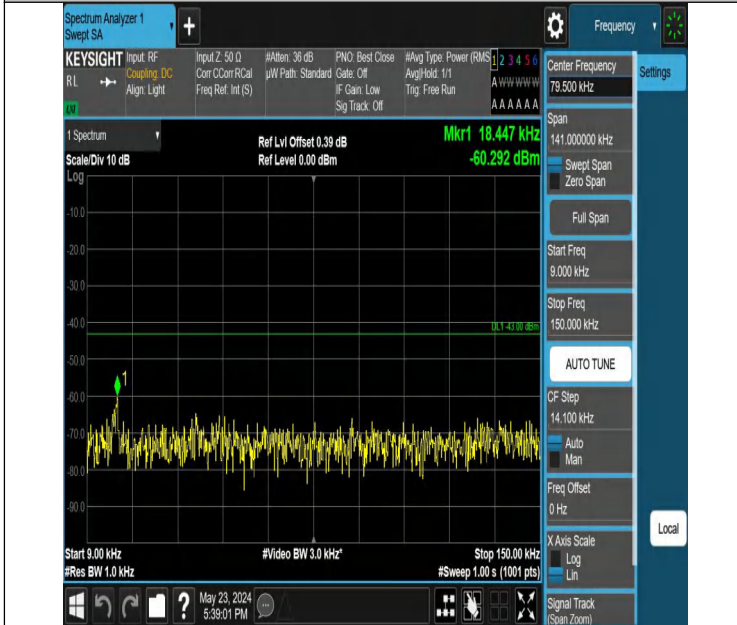 Spectrum Analyzer 1
Swept SA
Frequency
KEYSIGHT
RL
Input: RF
Coupling: DC
Align: Light
Input Z: 50 Ω
Corr CCorr RCal
Freq Ref: Int (S)
#Atten: 36 dB
µW Path: Standard
PNO: Best Close
Gate: Off
IF Gain: Low
Sig Track: Off
#Avg Type: Power (RMS
Avg|Hold: 1/1
Trig: Free Run
1 2 3 4 5 6
A W W W W W
A A A A A A
Center Frequency
79.500 kHz
Settings
Span
141.000000 kHz
Swept Span
Zero Span
Full Span
Start Freq
9.000 kHz
Stop Freq
150.000 kHz
AUTO TUNE
CF Step
14.100 kHz
Auto
Man
Freq Offset
0 Hz
X Axis Scale
Log
Lin
Signal Track
(Span Zoom)
Local
1 Spectrum
Scale/Div 10 dB
Log
Ref Lvl Offset 0.39 dB
Ref Level 0.00 dBm
Mkr1 18.447 kHz
-60.292 dBm
-10.0
-20.0
-30.0
-40.0
DL1 -43.00 dBm
-50.0
1
-60.0
-70.0
-80.0
-90.0
Start 9.00 kHz
#Video BW 3.0 kHz*
Stop 150.00 kHz
#Res BW 1.0 kHz
#Sweep 1.00 s (1001 pts)
?
May 23, 2024
5:39:01 PM